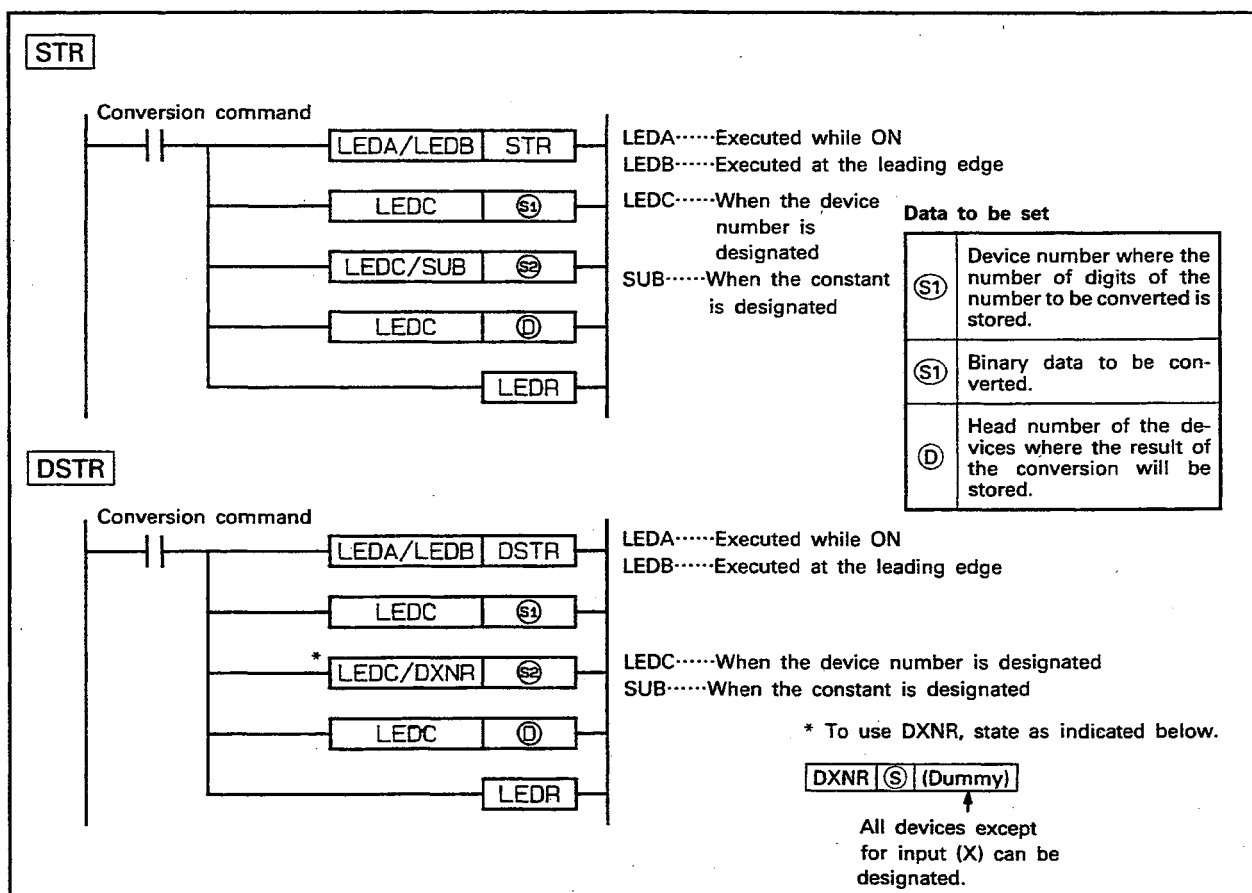 STR
Conversion command
LEDA/LEDB STR
LEDA······Executed while ON
LEDB······Executed at the leading edge
LEDC S1
LEDC······When the device
number is
designated
LEDC/SUB S2
SUB······When the constant
is designated
LEDC D
LEDR
Data to be set
S1 Device number where the
number of digits of the
number to be converted is
stored.
S1 Binary data to be con-
verted.
D Head number of the de-
vices where the result of
the conversion will be
stored.
DSTR
Conversion command
LEDA/LEDB DSTR
LEDA······Executed while ON
LEDB······Executed at the leading edge
LEDC S1
* LEDC/DXNR S2
LEDC······When the device number is designated
SUB······When the constant is designated
LEDC D
LEDR
* To use DXNR, state as indicated below.
DXNR S (Dummy)
All devices except
for input (X) can be
designated.